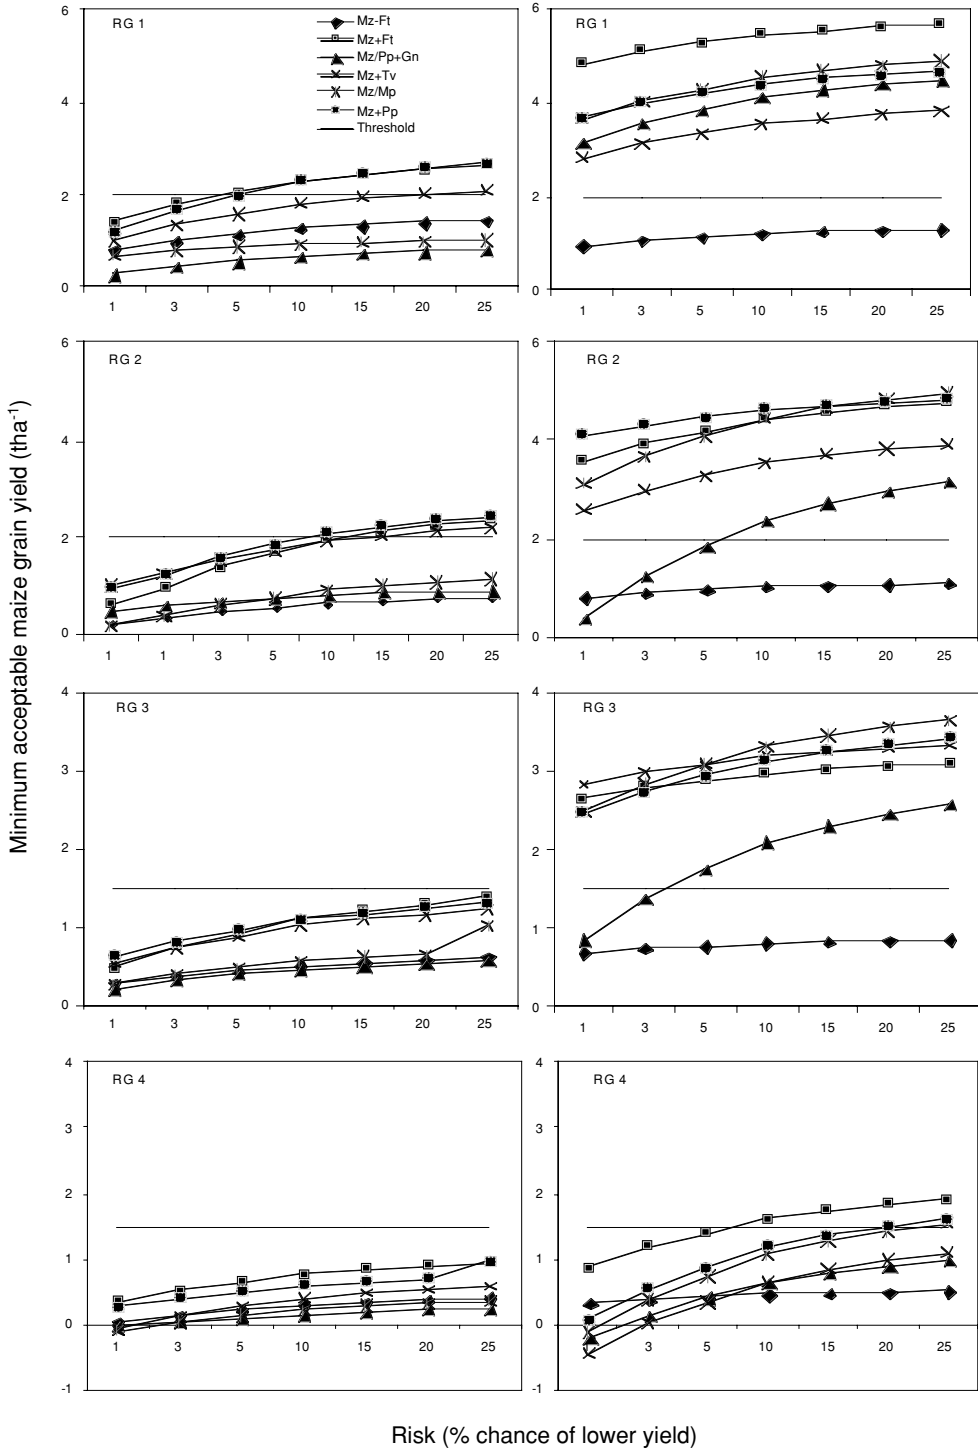 6
4
2
0
RG 1
Mz-Ft
Mz+Ft
Mz/Pp+Gn
Mz+Tv
Mz/Mp
Mz+Pp
Threshold
1 3 5 10 15 20 25
6
4
2
0
RG 1
1 3 5 10 15 20 25
6
4
2
0
RG 2
1 1 3 5 10 15 20 25
6
4
2
0
RG 2
1 3 5 10 15 20 25
4
3
2
1
0
RG 3
1 3 5 10 15 20 25
4
3
2
1
0
RG 3
1 3 5 10 15 20 25
4
3
2
1
0
-1
RG 4
1 3 5 10 15 20 25
4
3
2
1
0
-1
RG 4
1 3 5 10 15 20 25
Minimum acceptable maize grain yield (tha-1)
Risk (% chance of lower yield)